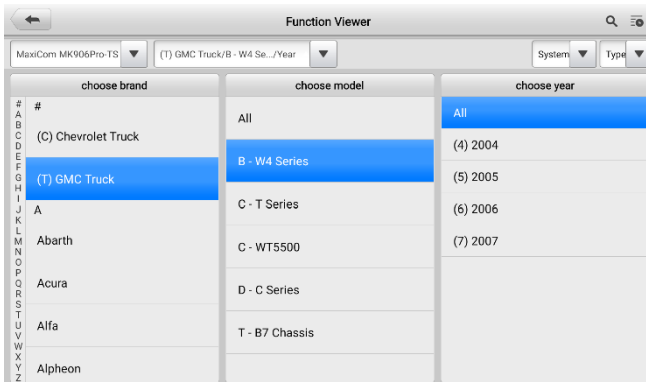 Function Viewer
MaxiCom MK906Pro-TS
(T) GMC Truck/B - W4 Se.../Year
System
Type
choose brand
choose model
choose year
#
A
B
C
D
E
F
G
H
I
J
K
L
M
N
O
P
Q
R
S
T
U
V
W
X
Y
Z
#
(C) Chevrolet Truck
(T) GMC Truck
A
Abarth
Acura
Alfa
Alpheon
All
B - W4 Series
C - T Series
C - WT5500
D - C Series
T - B7 Chassis
All
(4) 2004
(5) 2005
(6) 2006
(7) 2007